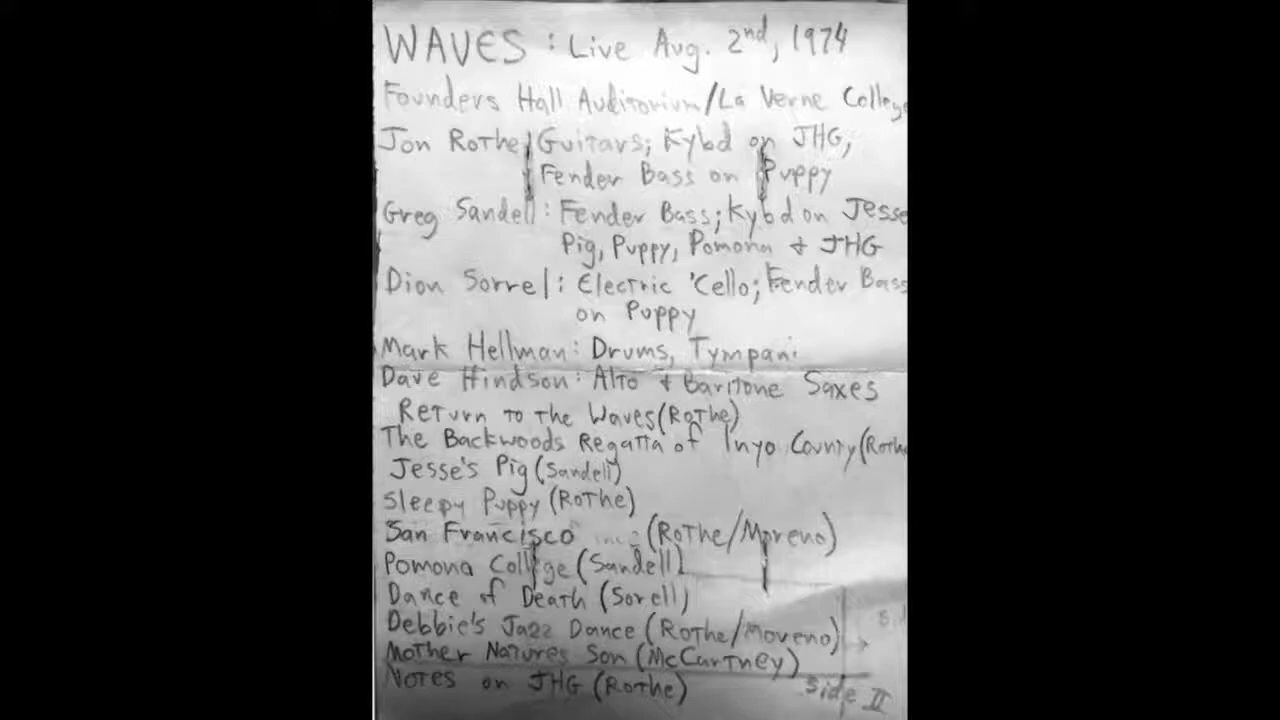 WAVES : Live Aug. 2nd, 1974
Founders Hall Auditorium/La Verne College
Jon Rothe Guitars; Kybd on JHG,
Fender Bass on Puppy
Greg Sandell: Fender Bass; Kybd on Jesse
Pig, Puppy, Pomona & JHG
Dion Sorrel: Electric 'Cello; Fender Bass
on Puppy
Mark Hellman: Drums, Tympani
Dave Hindson: Alto & Baritone Saxes
Return to the Waves (Rothe)
The Backwoods Regatta of Inyo County (Rothe
Jesse's Pig (Sandell)
Sleepy Puppy (Rothe)
San Francisco (Rothe/Moreno)
Pomona College (Sandell)
Dance of Death (Sorell)
Debbie's Jazz Dance (Rothe/Moreno)
Mother Natures Son (McCartney)
Notes on JHG (Rothe)
Side II